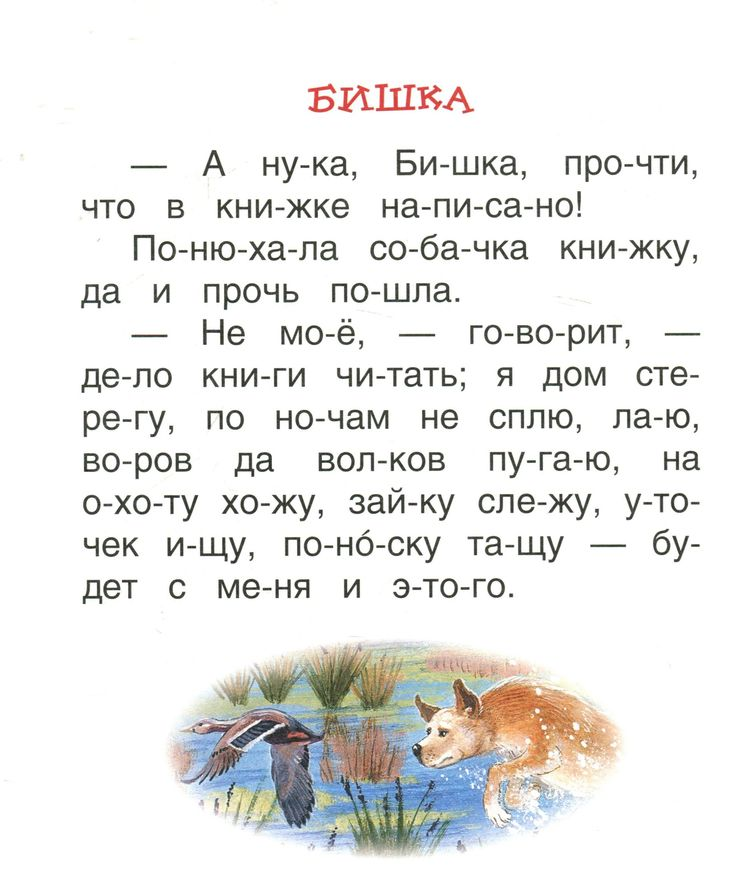 БИШКА
— А ну-ка, Би-шка, про-чти,
что в кни-жке на-пи-са-но!
По-ню-ха-ла со-ба-чка кни-жку,
да и прочь по-шла.
— Не мо-ё, — го-во-рит, —
де-ло кни-ги чи-тать; я дом сте-
ре-гу, по но-чам не сплю, ла-ю,
во-ров да вол-ков пу-га-ю, на
о-хо-ту хо-жу, зай-ку сле-жу, у-то-
чек и-щу, по-но́-ску та-щу — бу-
дет с ме-ня и э-то-го.